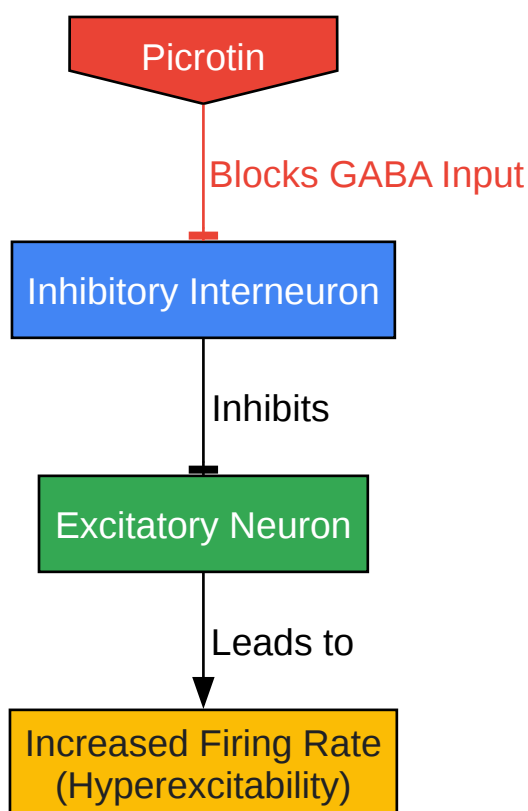 Picrotin
Blocks GABA Input
Inhibitory Interneuron
Inhibits
Excitatory Neuron
Leads to
Increased Firing Rate
(Hyperexcitability)